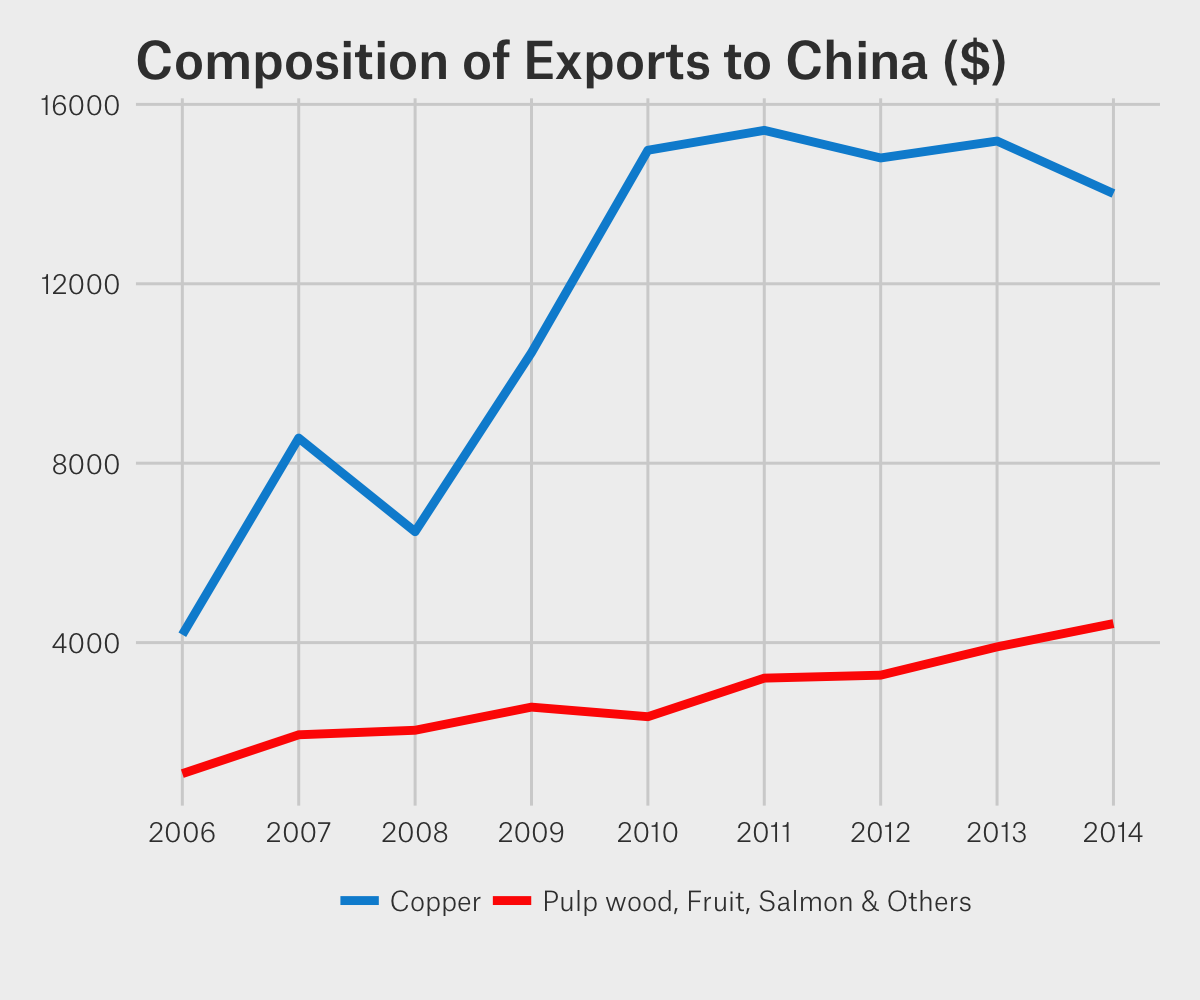 Composition of Exports to China ($)
16000
12000
8000
4000
2006 2007 2008 2009 2010 2011 2012 2013 2014
Copper Pulp wood, Fruit, Salmon & Others